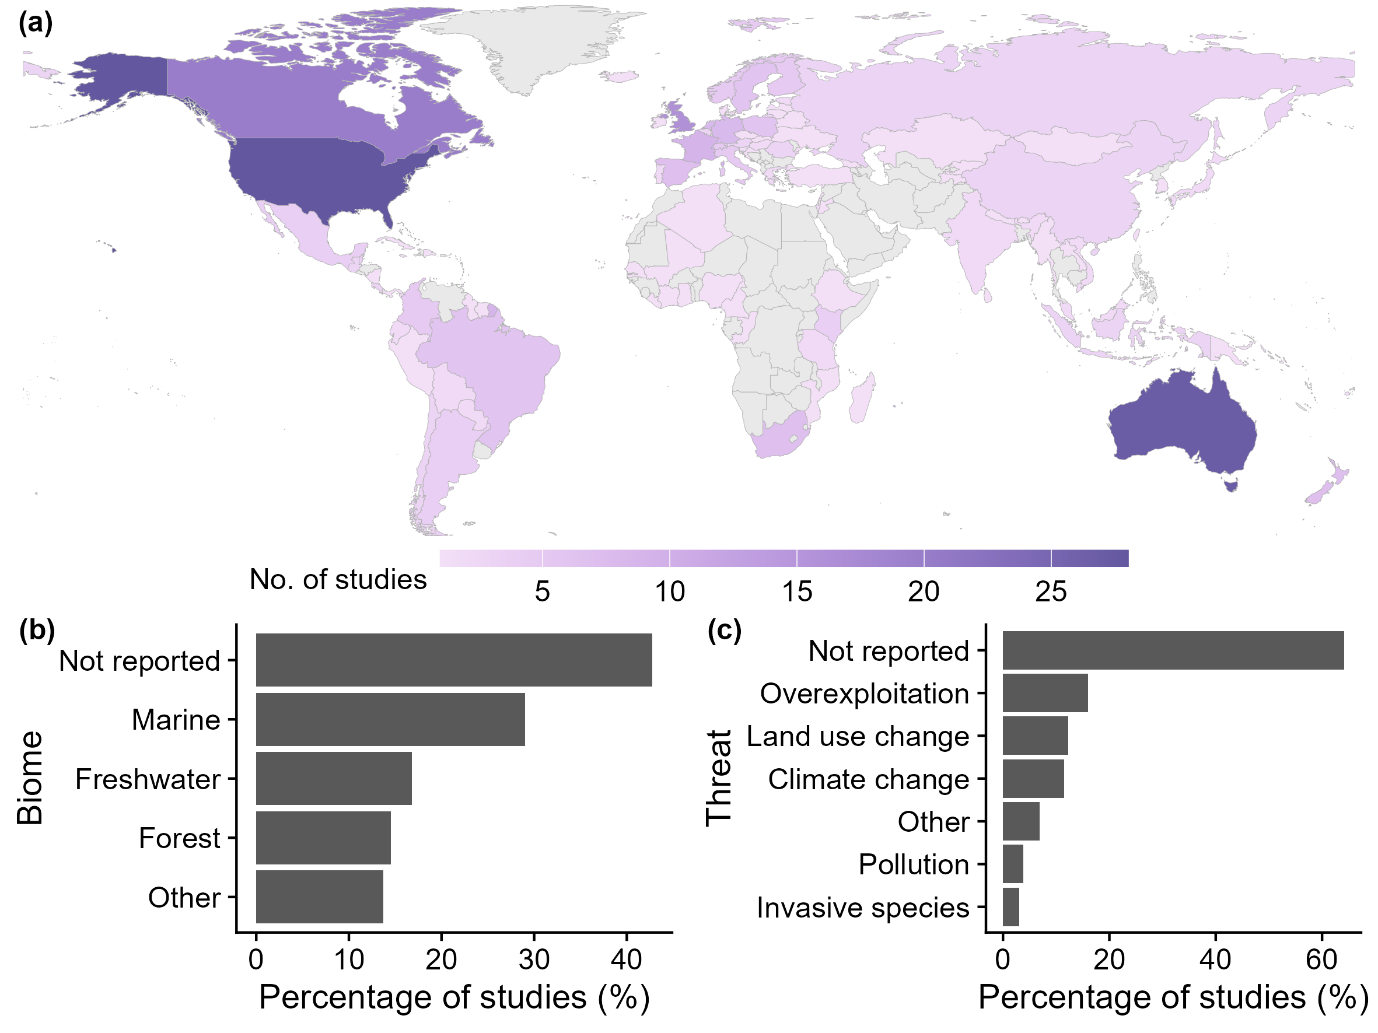 (a)
No. of studies
5 10 15 20 25
(b)
Biome
Not reported
Marine
Freshwater
Forest
Other
0 10 20 30 40
Percentage of studies (%)
(c)
Threat
Not reported
Overexploitation
Land use change
Climate change
Other
Pollution
Invasive species
0 20 40 60
Percentage of studies (%)